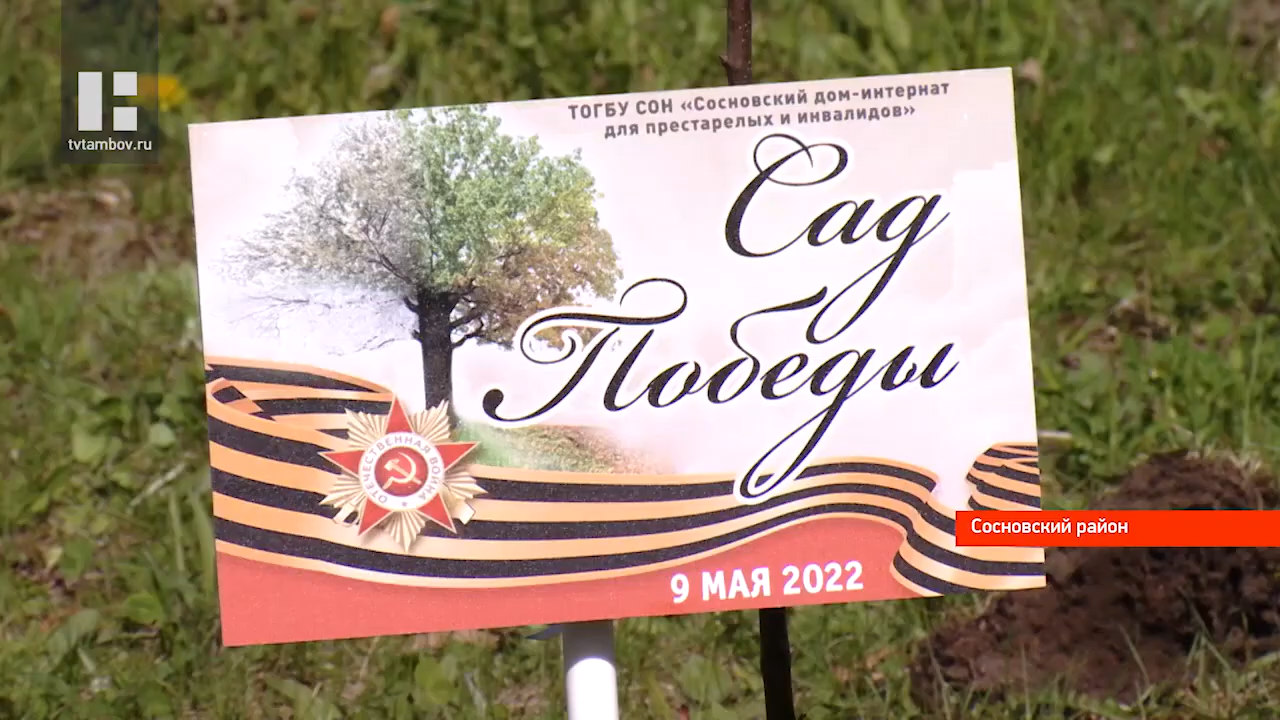 tvtambov.ru
ТОГБУ СОН «Сосновский дом-интернат
для престарелых и инвалидов»
Сад
Победы
ОТЕЧЕСТВЕННАЯ ВОЙНА
9 МАЯ 2022
Сосновский район